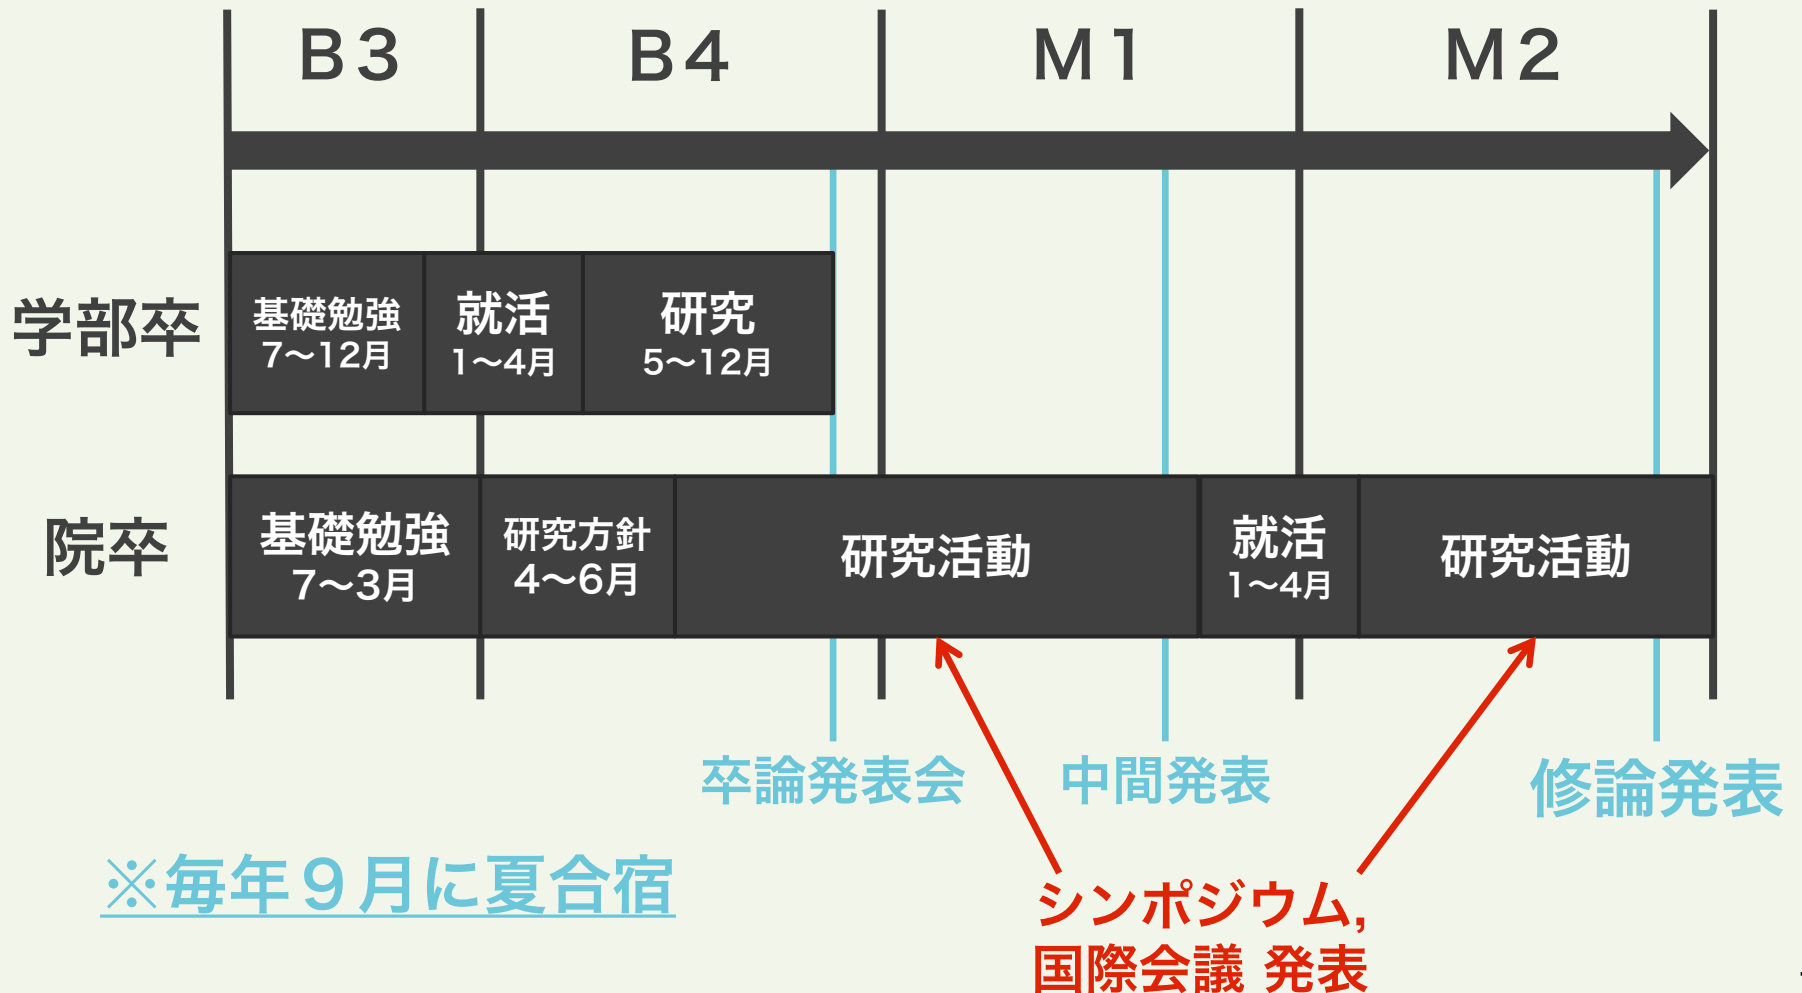 B3
B4
M1
M2
学部卒
基礎勉強
7〜12月
就活
1〜4月
研究
5〜12月
院卒
基礎勉強
7〜3月
研究方針
4〜6月
研究活動
就活
1〜4月
研究活動
卒論発表会
中間発表
修論発表
※毎年９月に夏合宿
シンポジウム,
国際会議 発表